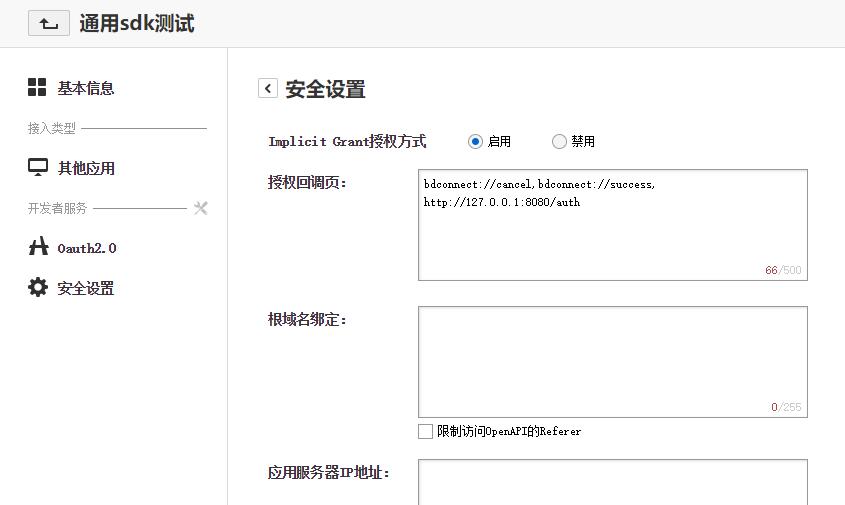 通用sdk测试
基本信息
接入类型
其他应用
开发者服务
Oauth2.0
安全设置
安全设置
Implicit Grant授权方式
启用
禁用
授权回调页：
bdconnect://cancel,bdconnect://success,
http://127.0.0.1:8080/auth
66/500
根域名绑定：
0/255
限制访问OpenAPI的Referer
应用服务器IP地址：